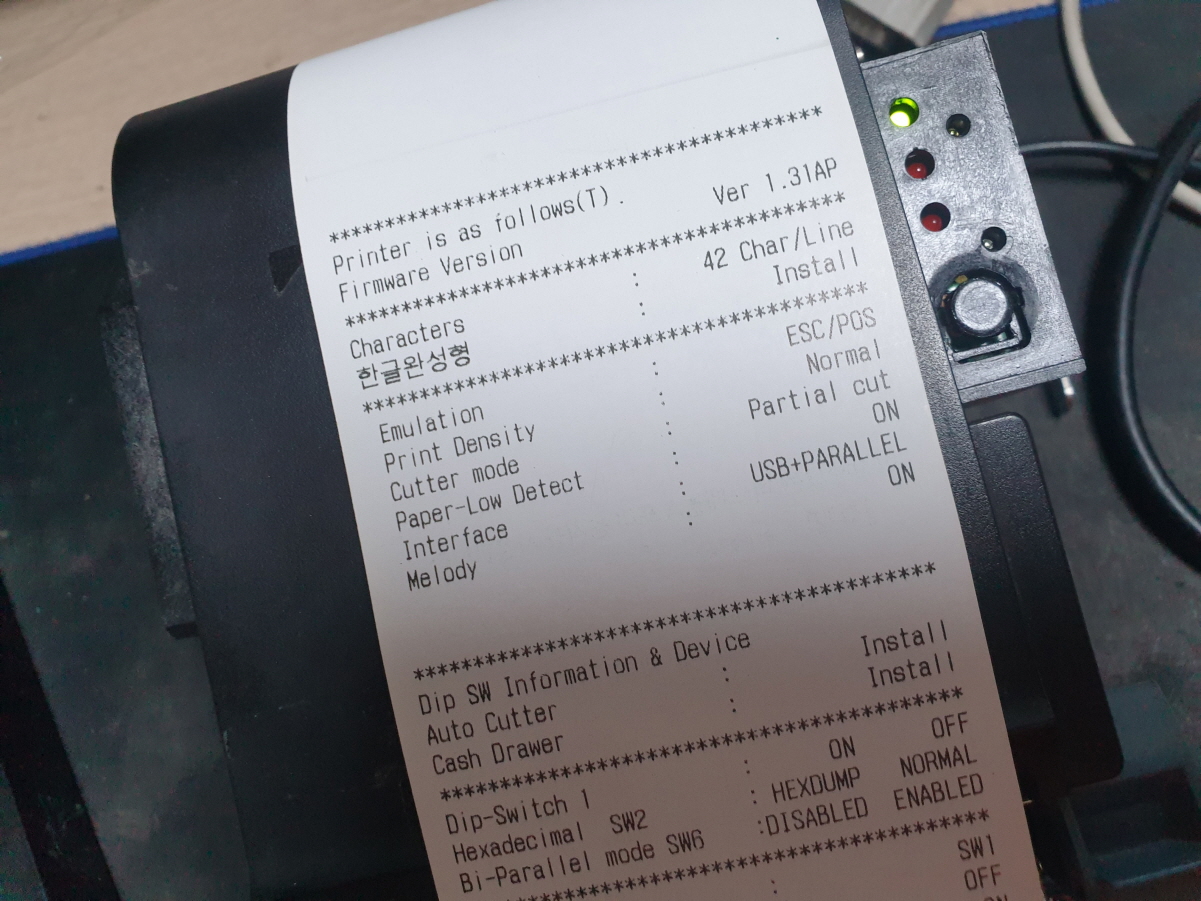 ******************************************
Printer is as follows(T).
Firmware Version Ver 1.31AP
******************************************
Characters : 42 Char/Line
한글완성형 : Install
******************************************
Emulation : ESC/POS
Print Density : Normal
Cutter mode : Partial cut
Paper-Low Detect : ON
Interface : USB+PARALLEL
Melody : ON
******************************************
Dip SW Information & Device
Auto Cutter : Install
Cash Drawer : Install
******************************************
Dip-Switch 1 : ON OFF
Hexadecimal SW2 : HEXDUMP NORMAL
Bi-Parallel mode SW6 :DISABLED ENABLED
******************************************
: SW1
OFF